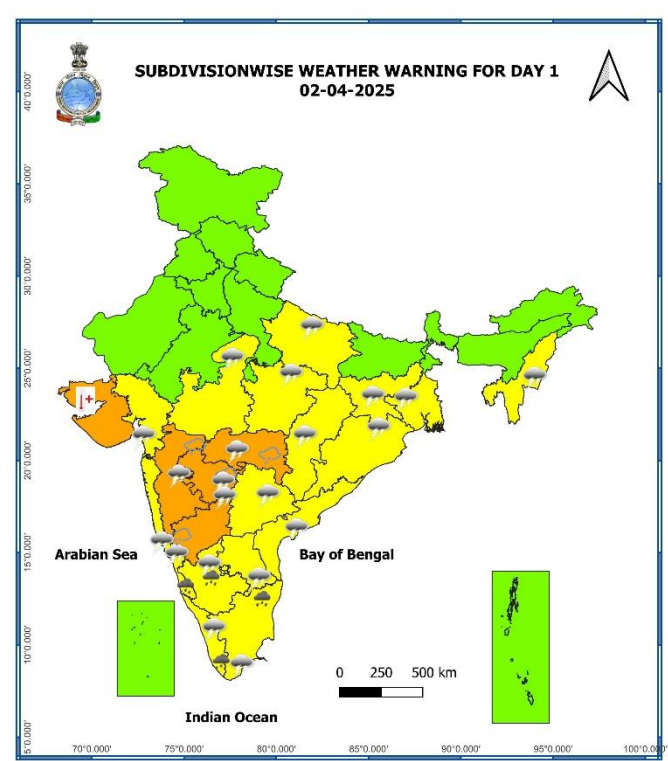 SUBDIVISIONWISE WEATHER WARNING FOR DAY 1
02-04-2025
40°0.000'
35°0.000'
30°0.000'
25°0.000'
20°0.000'
15°0.000'
10°0.000'
5°0.000'
Arabian Sea
Bay of Bengal
0 250 500 km
Indian Ocean
70°0.000' 75°0.000' 80°0.000' 85°0.000' 90°0.000' 95°0.000' 100°0.000'